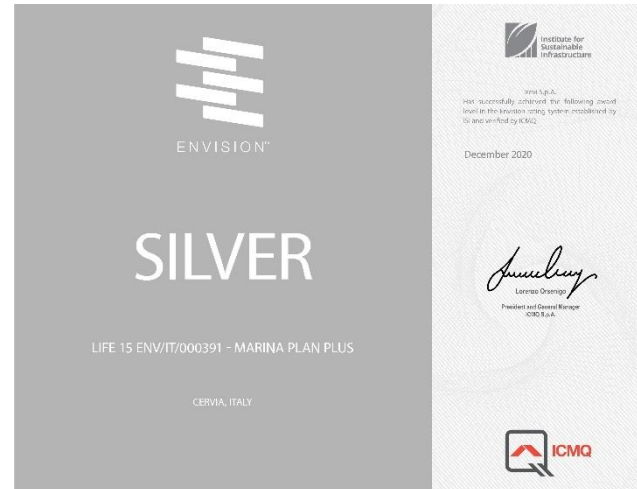 ENVISION™
SILVER
LIFE 15 ENV/IT/000391 - MARINA PLAN PLUS
CERVIA, ITALY
Institute for
Sustainable
Infrastructure
S.p.A.
Has successfully achieved the following award
level in the Envision rating system established by
ISI and verified by ICMQ
December 2020
Lorenzo Orsenigo
President and General Manager
ICMQ S.p.A.
ICMQ